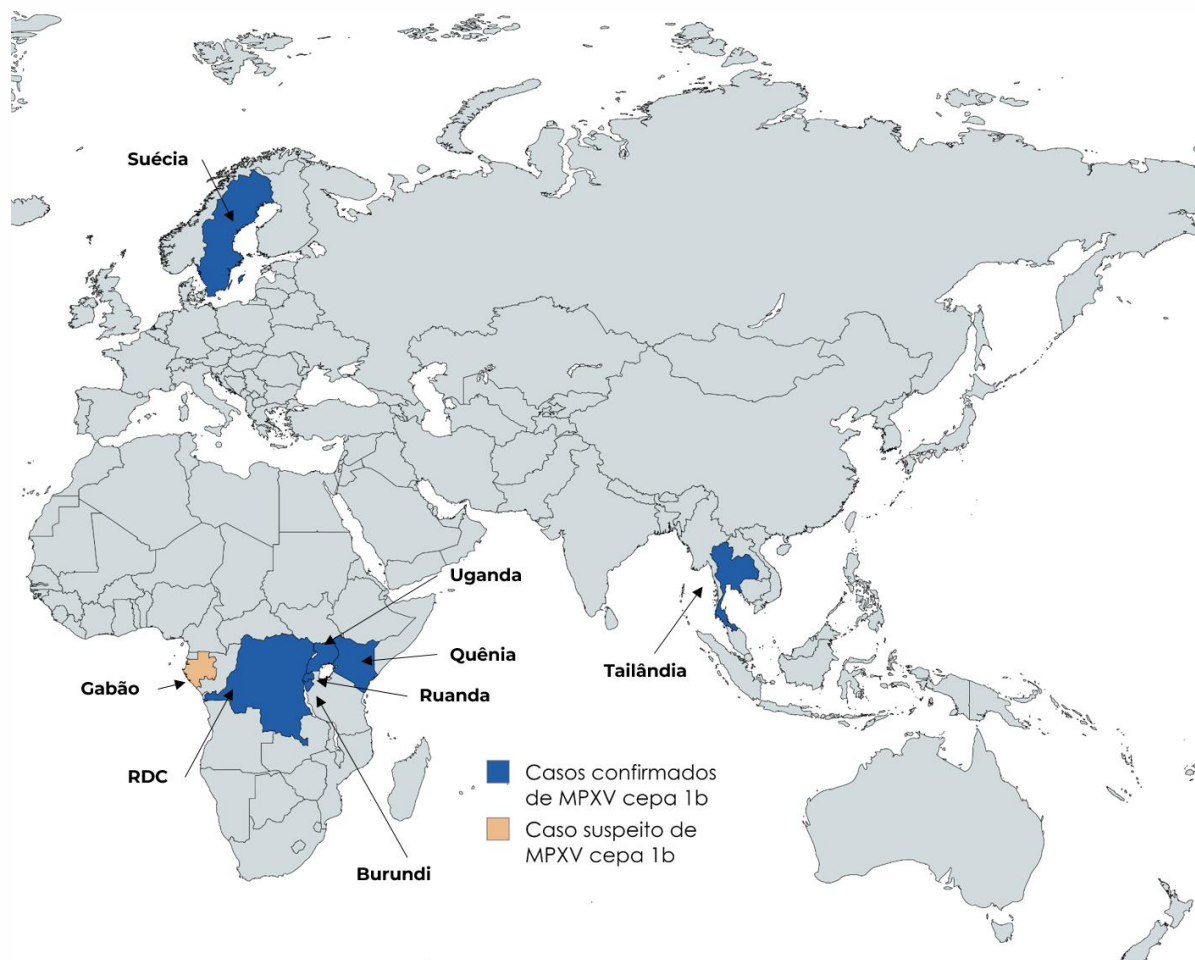 Suécia
Uganda
Quênia
Tailândia
Gabão
Ruanda
RDC
Casos confirmados
de MPXV cepa 1b
Caso suspeito de
MPXV cepa 1b
Burundi